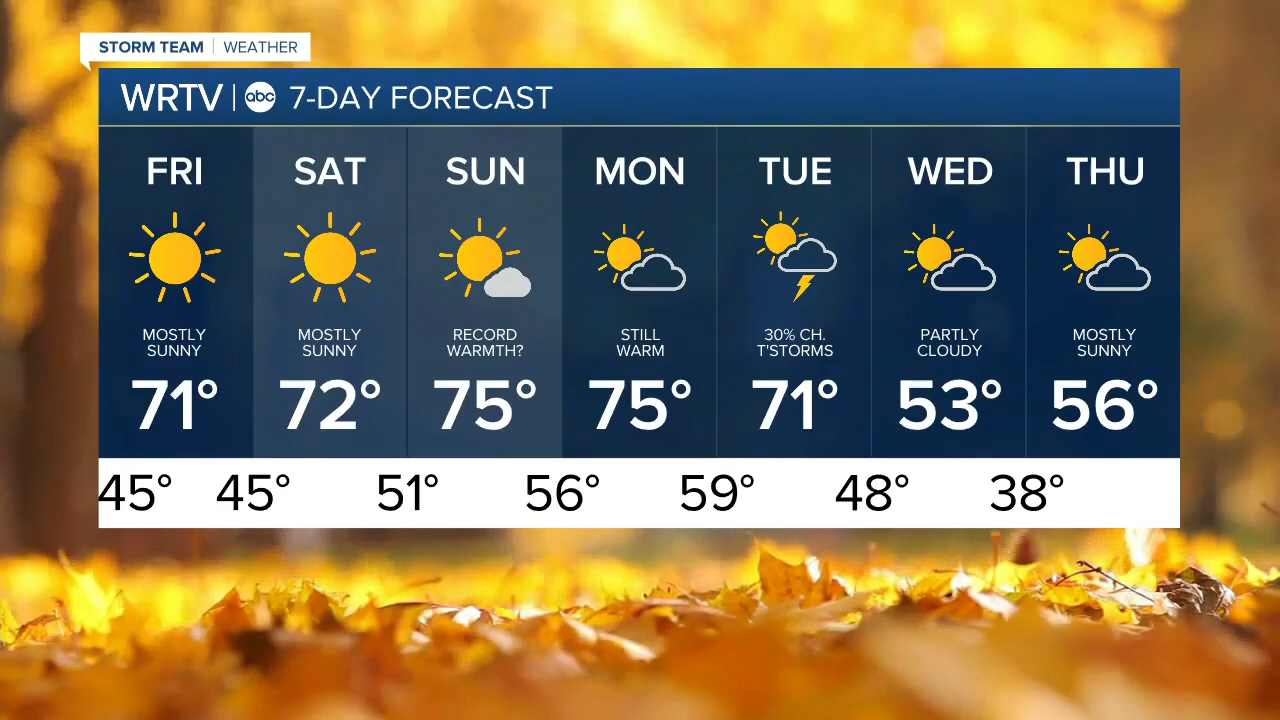 STORM TEAM | WEATHER
WRTV | abc 7-DAY FORECAST
FRI SAT SUN MON TUE WED THU
MOSTLY MOSTLY RECORD STILL 30% CH. PARTLY MOSTLY
SUNNY SUNNY WARMTH? WARM T'STORMS CLOUDY SUNNY
71° 72° 75° 75° 71° 53° 56°
45° 45° 51° 56° 59° 48° 38°